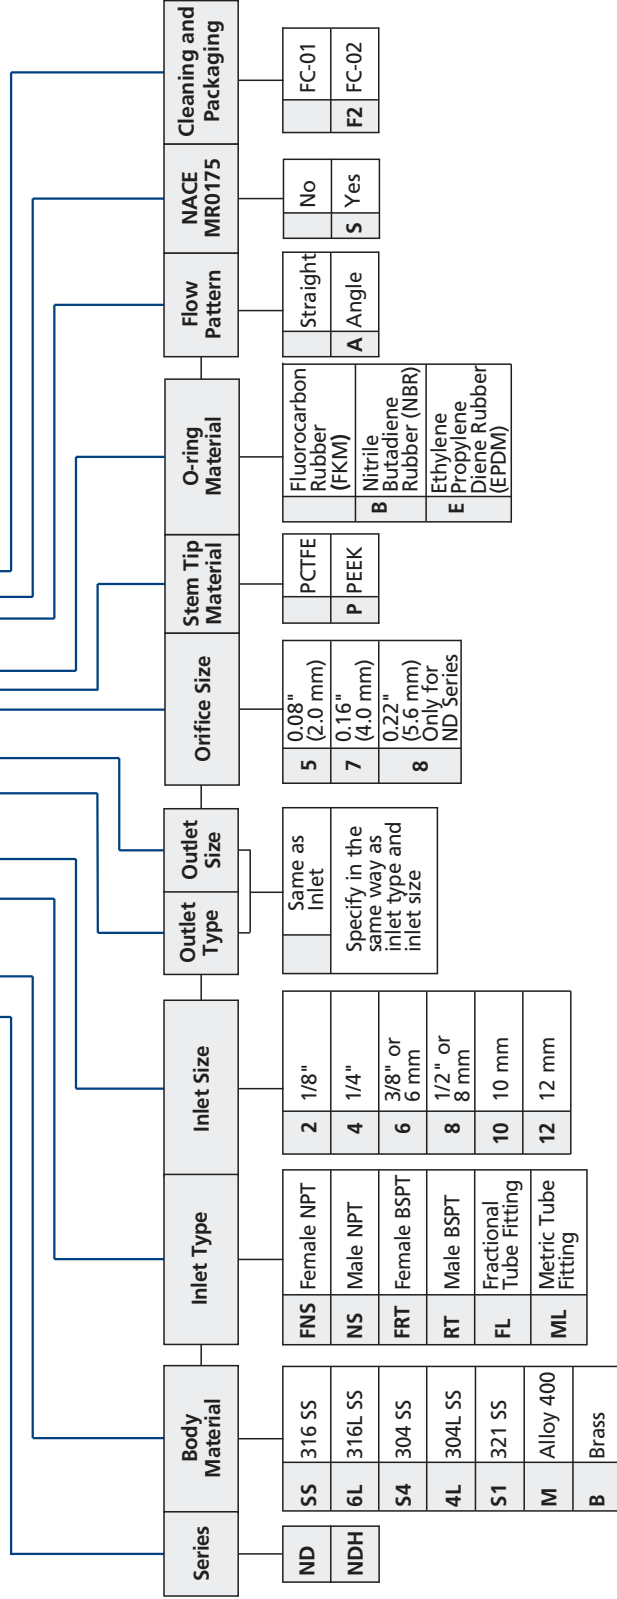 Series
ND
NDH
Body
Material
SS 316 SS
6L 316L SS
S4 304 SS
4L 304L SS
S1 321 SS
M Alloy 400
B Brass
Inlet Type
FNS Female NPT
NS Male NPT
FRT Female BSPT
RT Male BSPT
FL Fractional
Tube Fitting
ML Metric Tube
Fitting
Inlet Size
2 1/8"
4 1/4"
6 3/8" or
6 mm
8 1/2" or
8 mm
10 10 mm
12 12 mm
Outlet
Type
Outlet
Size
Same as
Inlet
Specify in the
same way as
inlet type and
inlet size
Orifice Size
5 0.08"
(2.0 mm)
7 0.16"
(4.0 mm)
8 0.22"
(5.6 mm)
Only for
ND Series
Stem Tip
Material
PCTFE
P PEEK
O-ring
Material
Fluorocarbon
Rubber
(FKM)
B Nitrile
Butadiene
Rubber (NBR)
E Ethylene
Propylene
Diene Rubber
(EPDM)
Flow
Pattern
Straight
A Angle
NACE
MR0175
No
S Yes
Cleaning and
Packaging
FC-01
F2 FC-02